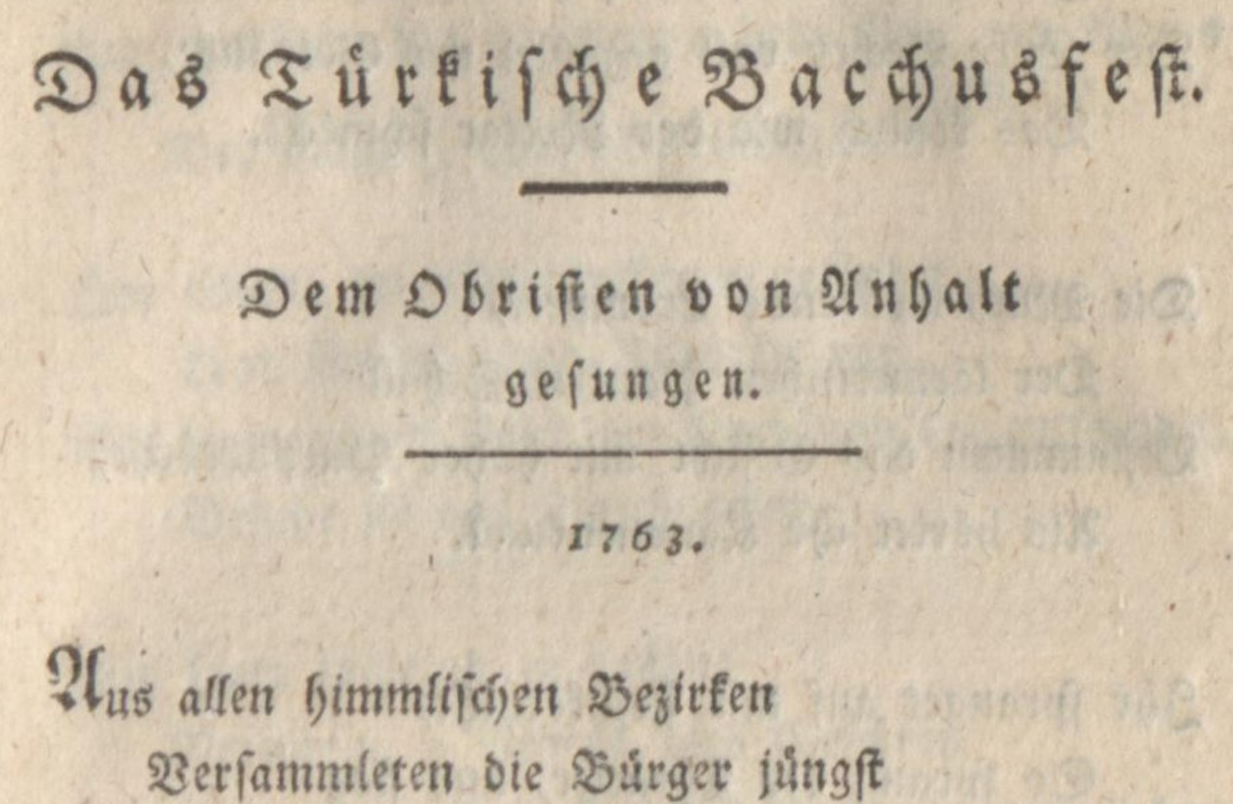 Das Türkische Bacchusfest.
Dem Obristen von Anhalt
gesungen.
1763.
Aus allen himmlischen Bezirken
Versammleten die Bürger jüngst